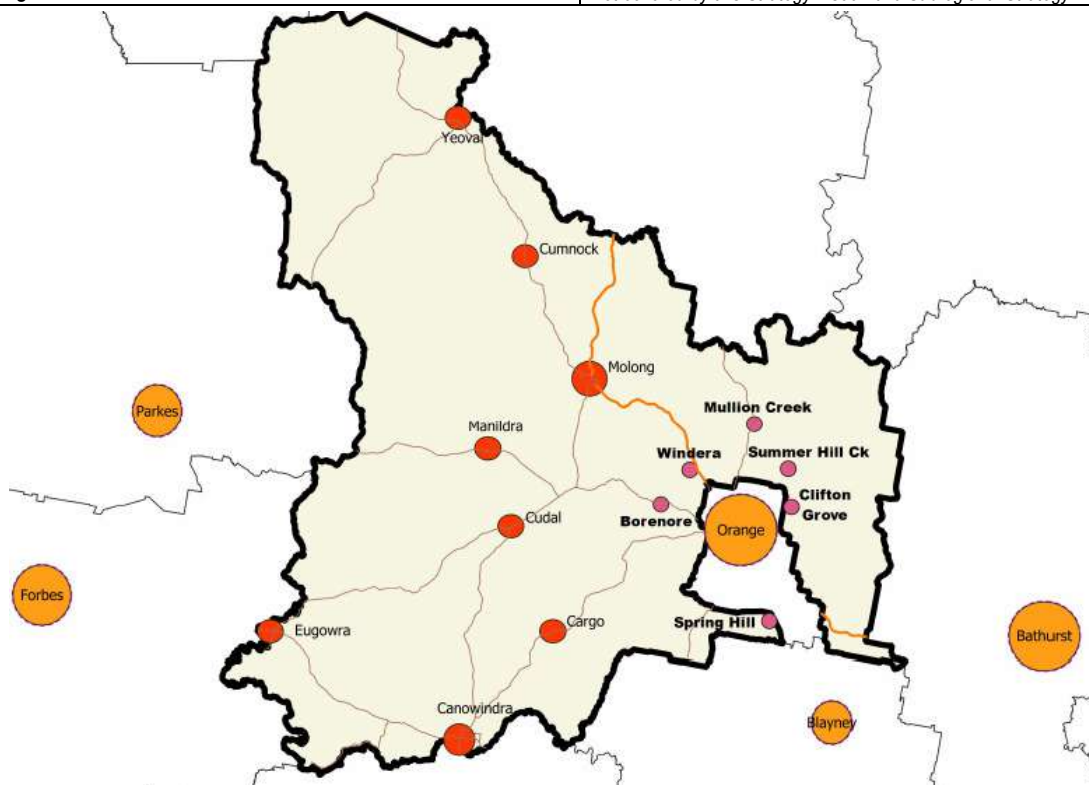 Yeoval
Cumnock
Molong
Parkes
Mullion Creek
Manildra
Windera
Summer Hill Ck
Clifton
Grove
Borenore
Cudal
Orange
Forbes
Eugowra
Cargo
Spring Hill
Bathurst
Canowindra
Blayney